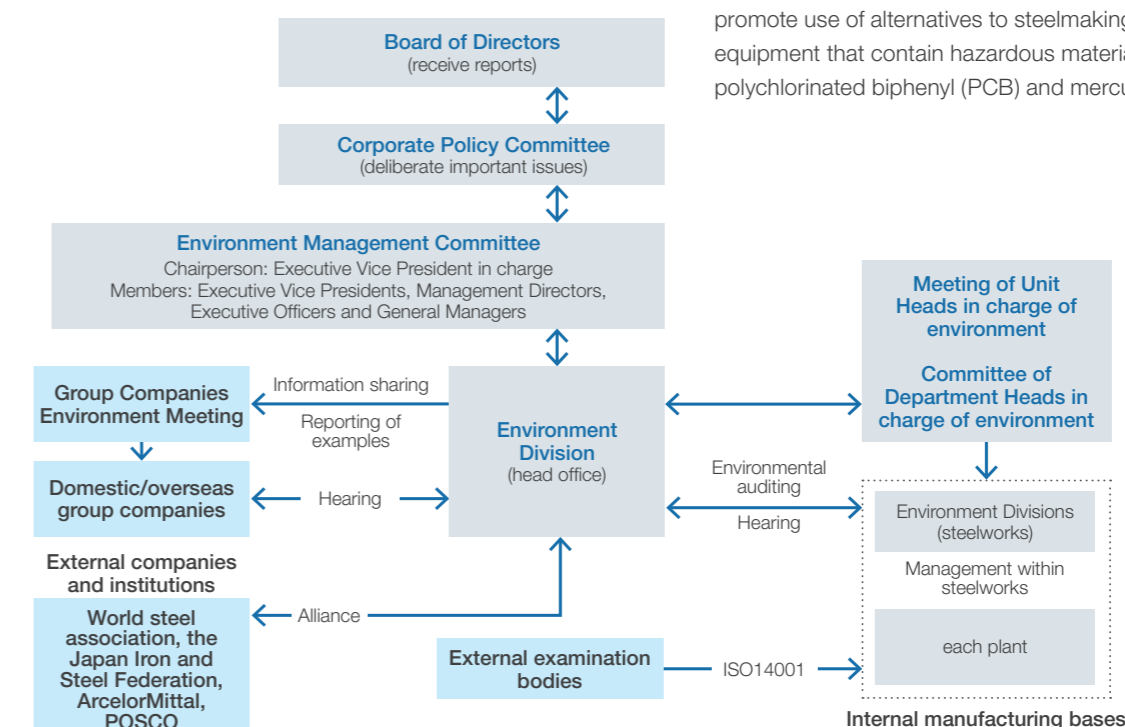 promote use of alternatives to steelmaking
equipment that contain hazardous materia
polychlorinated biphenyl (PCB) and mercu
Board of Directors
(receive reports)
Corporate Policy Committee
(deliberate important issues)
Environment Management Committee
Chairperson: Executive Vice President in charge
Members: Executive Vice Presidents, Management Directors,
Executive Officers and General Managers
Meeting of Unit
Heads in charge of
environment
Committee of
Department Heads in
charge of environment
Group Companies
Environment Meeting
Information sharing
Reporting of
examples
Environment
Division
(head office)
Domestic/overseas
group companies
Hearing
Environmental
auditing
Hearing
Environment Divisions
(steelworks)
Management within
steelworks
each plant
External companies
and institutions
World steel
association, the
Japan Iron and
Steel Federation,
ArcelorMittal,
POSCO
Alliance
External examination
bodies
ISO14001
Internal manufacturing bases